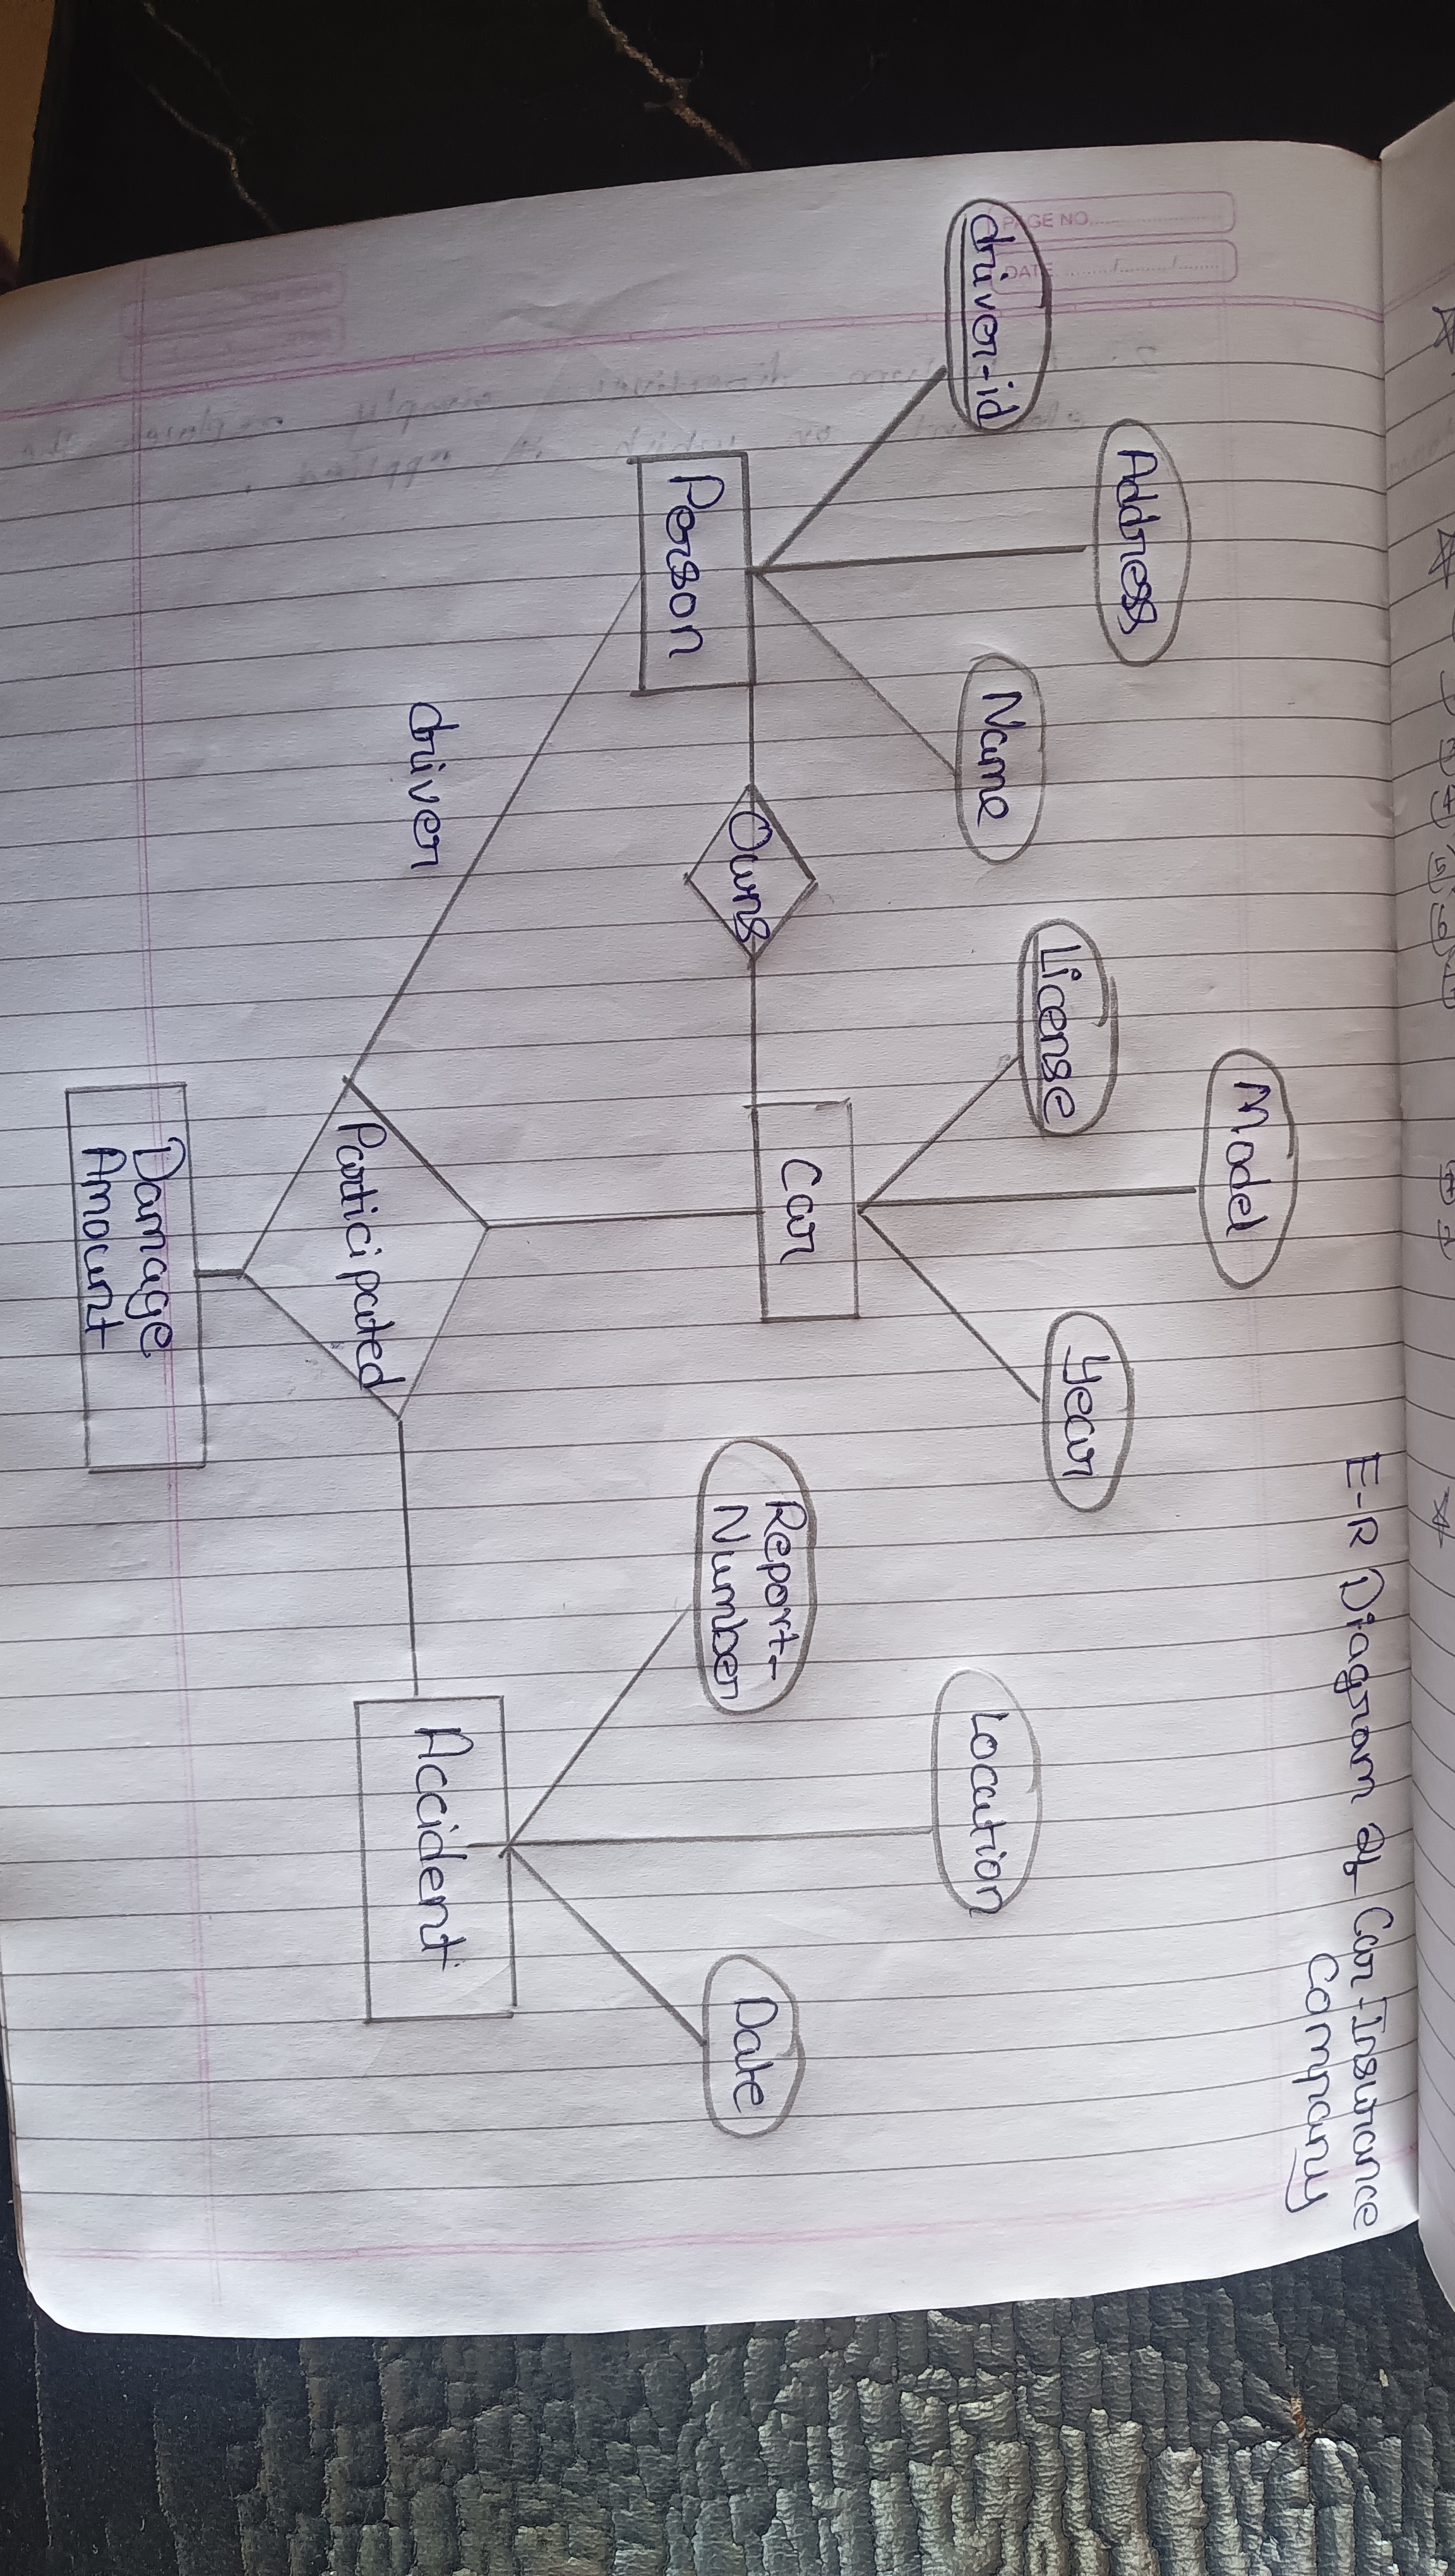 E-R Diagram of Car-Insurance
Company
PAGE NO.
DATE
driver-id
Address
Name
License
Model
Year
Report-
Number
Location
Date
Person
Owns
Car
Accident
driver
Participated
Damage
Amount